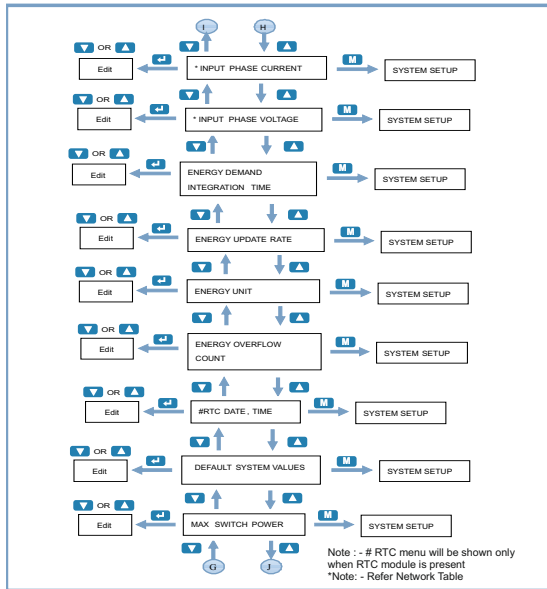 I H
OR
Edit
* INPUT PHASE CURRENT
M
SYSTEM SETUP
OR
Edit
* INPUT PHASE VOLTAGE
M
SYSTEM SETUP
OR
Edit
ENERGY DEMAND
INTEGRATION TIME
M
SYSTEM SETUP
OR
Edit
ENERGY UPDATE RATE
M
SYSTEM SETUP
OR
Edit
ENERGY UNIT
M
SYSTEM SETUP
OR
Edit
ENERGY OVERFLOW
COUNT
M
SYSTEM SETUP
OR
Edit
#RTC DATE, TIME
M
SYSTEM SETUP
OR
Edit
DEFAULT SYSTEM VALUES
M
SYSTEM SETUP
OR
Edit
MAX SWITCH POWER
M
SYSTEM SETUP
G J
Note : - # RTC menu will be shown only
when RTC module is present
*Note: - Refer Network Table